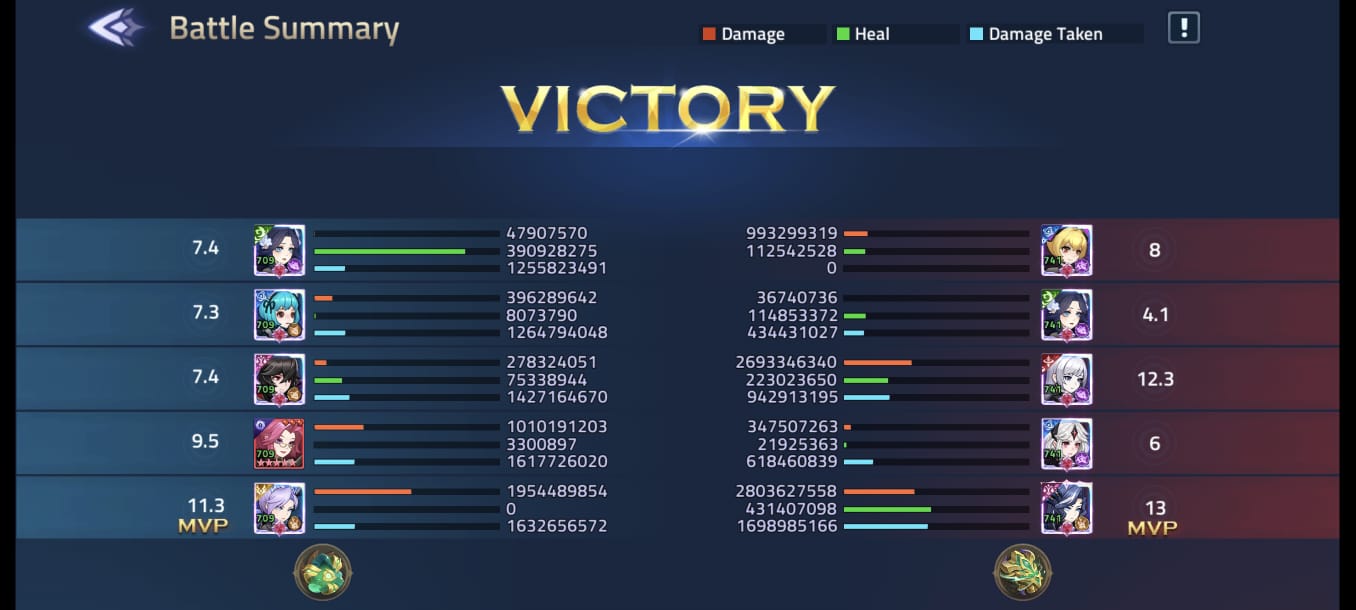 Battle Summary
Damage Heal Damage Taken !
VICTORY
7.4 709 47907570 993299319 741 8
390928275 112542528
1255823491 0
7.3 709 396289642 36740736 741 4.1
8073790 114853372
1264794048 434431027
7.4 709 278324051 2693346340 741 12.3
75338944 223023650
1427164670 942913195
9.5 709 1010191203 347507263 741 6
3300897 21925363
1617726020 618460839
11.3 709 1954489854 2803627558 741 13
MVP 0 431407098 MVP
1632656572 1698985166